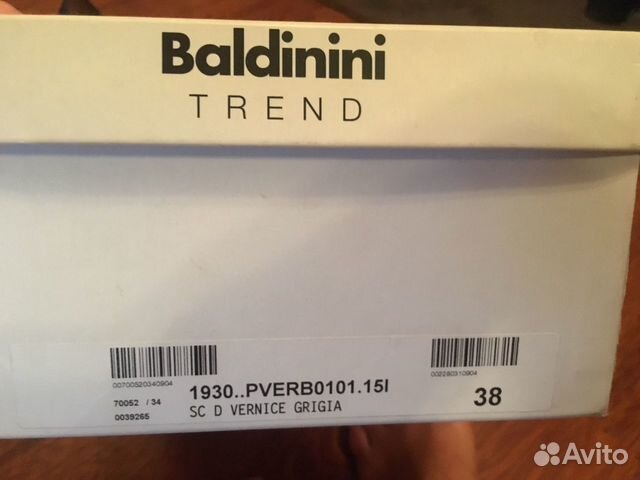 Baldinini
TREND
00700520340904
70052 / 34
0039265
1930..PVERB0101.15I
SC D VERNICE GRIGIA
002280310904
38
Avito